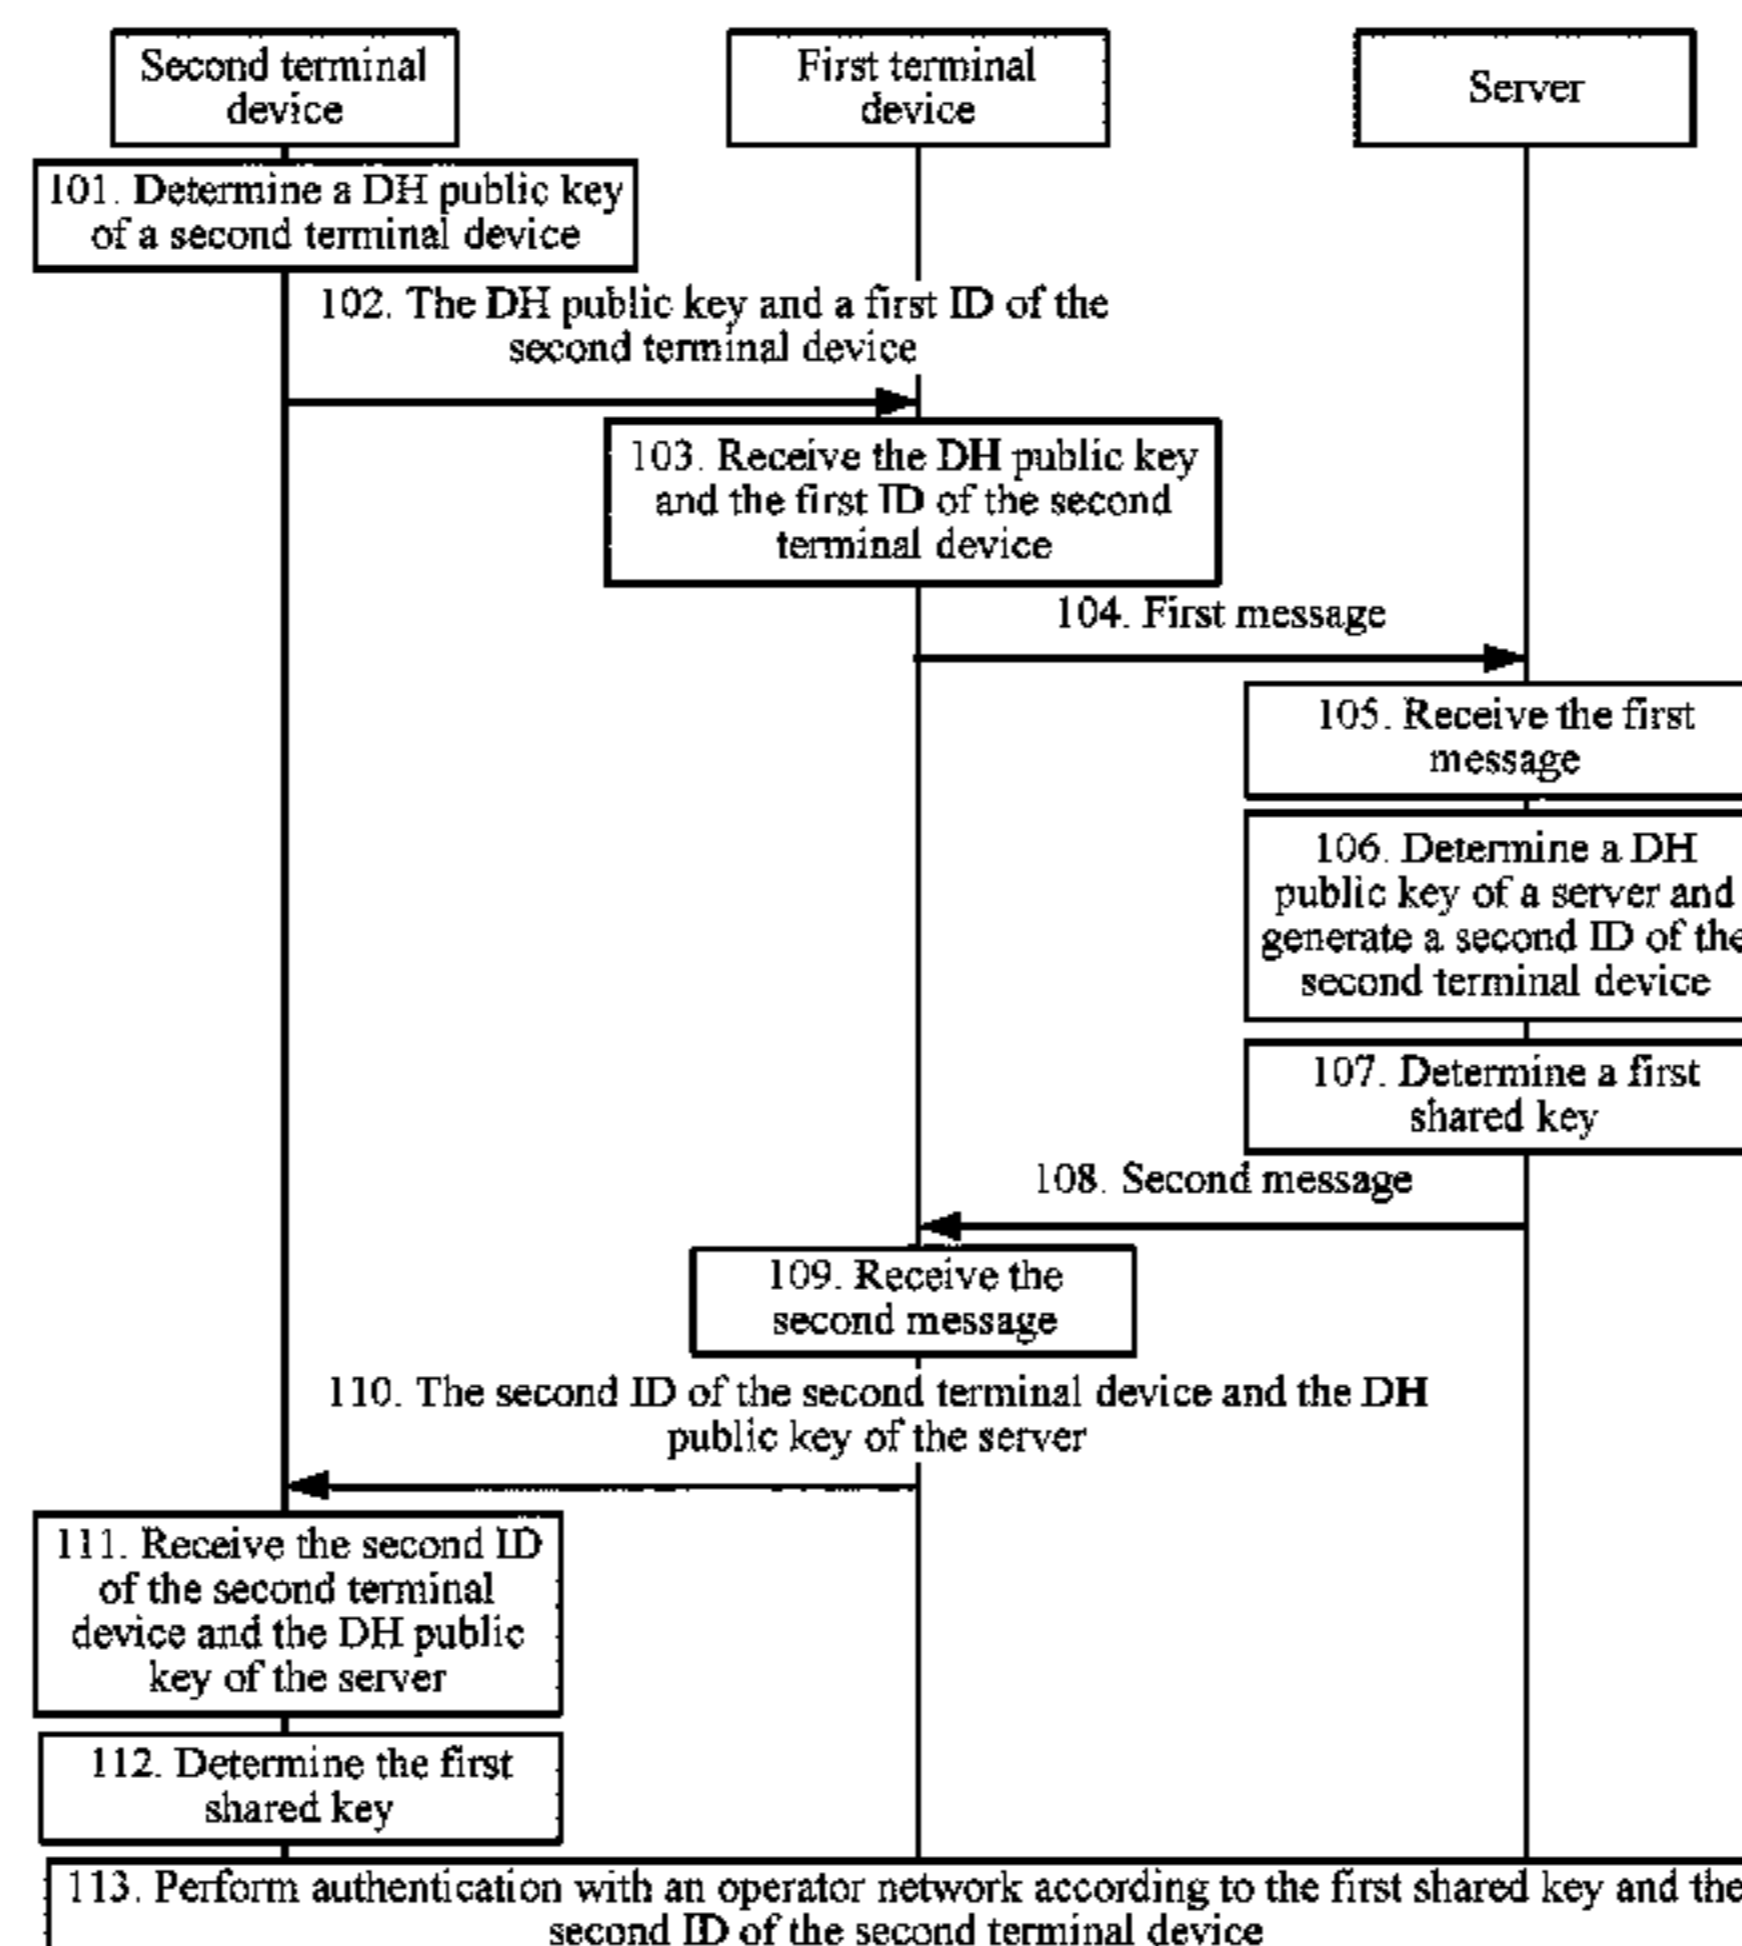 Second terminal
device
First terminal
device
Server
101. Determine a DH public key
of a second terminal device
102. The DH public key and a first ID of the
second terminal device
103. Receive the DH public key
and the first ID of the second
terminal device
104. First message
105. Receive the first
message
106. Determine a DH
public key of a server and
generate a second ID of the
second terminal device
107. Determine a first
shared key
108. Second message
109. Receive the
second message
110. The second ID of the second terminal device and the DH
public key of the server
111. Receive the second ID
of the second terminal
device and the DH public
key of the server
112. Determine the first
shared key
113. Perform authentication with an operator network according to the first shared key and the
second ID of the second terminal device